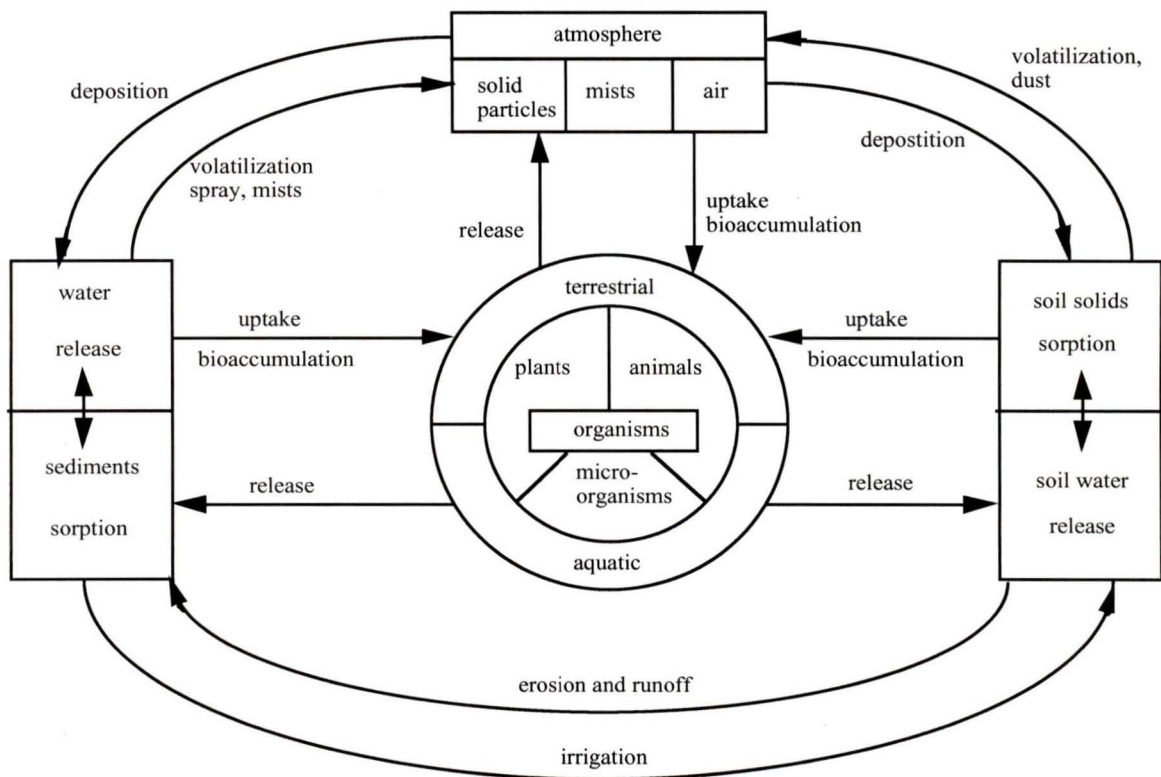 atmosphere
solid
particles
mists
air
deposition
volatilization,
dust
volatilization
spray, mists
depostition
release
uptake
bioaccumulation
water
release
sediments
sorption
uptake
bioaccumulation
release
terrestrial
plants
animals
organisms
micro-
organisms
aquatic
uptake
bioaccumulation
release
soil solids
sorption
soil water
release
erosion and runoff
irrigation